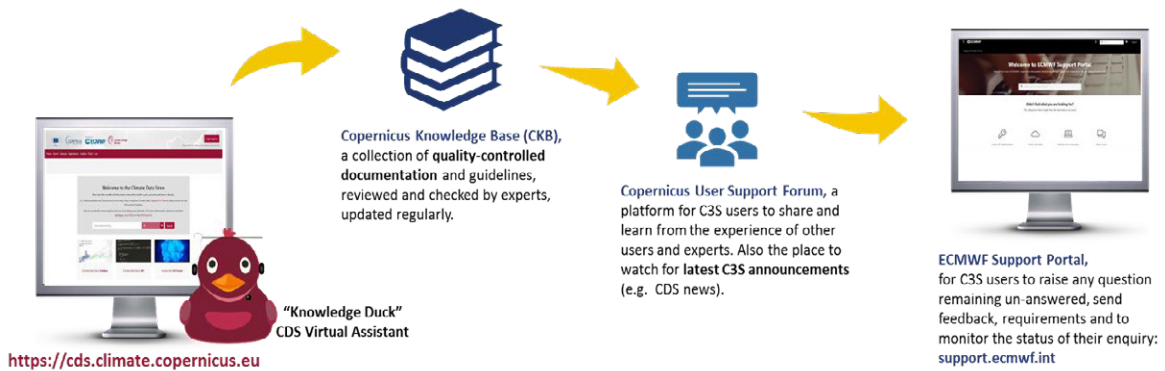 ECMWF
Welcome to ECMWF Support Portal
Copernicus Knowledge Base (CKB),
a collection of quality-controlled
documentation and guidelines,
reviewed and checked by experts,
updated regularly.
Copernicus User Support Forum, a
platform for C3S users to share and
learn from the experience of other
users and experts. Also the place to
watch for latest C3S announcements
(e.g. CDS news).
ECMWF Support Portal,
for C3S users to raise any question
remaining un-answered, send
feedback, requirements and to
monitor the status of their enquiry:
support.ecmwf.int
Welcome to the Climate Data Store
“Knowledge Duck”
CDS Virtual Assistant
https://cds.climate.copernicus.eu